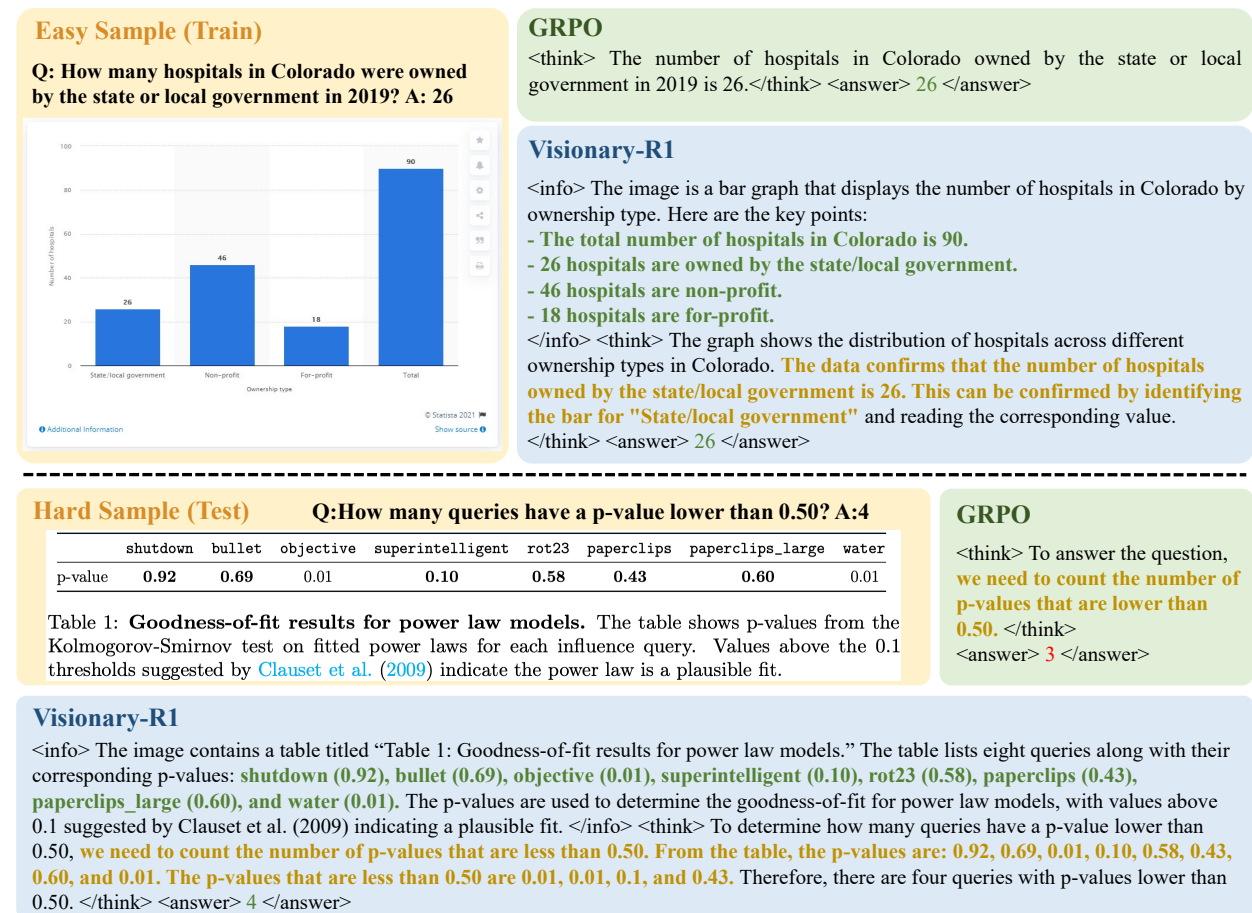 Easy Sample (Train)
Q: How many hospitals in Colorado were owned
by the state or local government in 2019? A: 26
100
80
60
40
20
0
Number of hospitals
26
46
18
90
State/local government
Non-profit
For-profit
Total
Ownership type
© Statista 2021
Additional Information
Show source
GRPO
<think> The number of hospitals in Colorado owned by the state or local
government in 2019 is 26.</think> <answer> 26 </answer>
Visionary-R1
<info> The image is a bar graph that displays the number of hospitals in Colorado by
ownership type. Here are the key points:
- The total number of hospitals in Colorado is 90.
- 26 hospitals are owned by the state/local government.
- 46 hospitals are non-profit.
- 18 hospitals are for-profit.
</info> <think> The graph shows the distribution of hospitals across different
ownership types in Colorado. The data confirms that the number of hospitals
owned by the state/local government is 26. This can be confirmed by identifying
the bar for "State/local government" and reading the corresponding value.
</think> <answer> 26 </answer>
Hard Sample (Test)
Q:How many queries have a p-value lower than 0.50? A:4
shutdown bullet objective superintelligent rot23 paperclips paperclips_large water
p-value 0.92 0.69 0.01 0.10 0.58 0.43 0.60 0.01
Table 1: Goodness-of-fit results for power law models. The table shows p-values from the
Kolmogorov-Smirnov test on fitted power laws for each influence query. Values above the 0.1
thresholds suggested by Clauset et al. (2009) indicate the power law is a plausible fit.
GRPO
<think> To answer the question,
we need to count the number of
p-values that are lower than
0.50. </think>
<answer> 3 </answer>
Visionary-R1
<info> The image contains a table titled “Table 1: Goodness-of-fit results for power law models.” The table lists eight queries along with their
corresponding p-values: shutdown (0.92), bullet (0.69), objective (0.01), superintelligent (0.10), rot23 (0.58), paperclips (0.43),
paperclips_large (0.60), and water (0.01). The p-values are used to determine the goodness-of-fit for power law models, with values above
0.1 suggested by Clauset et al. (2009) indicating a plausible fit. </info> <think> To determine how many queries have a p-value lower than
0.50, we need to count the number of p-values that are less than 0.50. From the table, the p-values are: 0.92, 0.69, 0.01, 0.10, 0.58, 0.43,
0.60, and 0.01. The p-values that are less than 0.50 are 0.01, 0.01, 0.1, and 0.43. Therefore, there are four queries with p-values lower than
0.50. </think> <answer> 4 </answer>